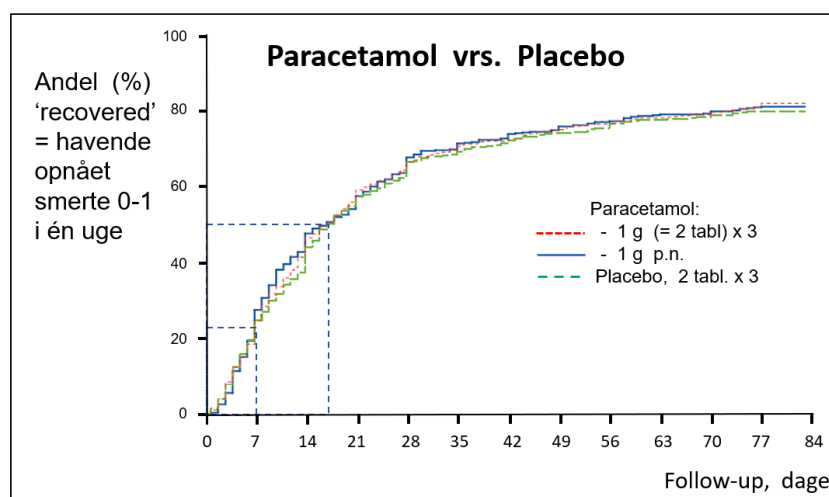 Paracetamol vrs. Placebo
Andel (%)
'recovered'
= havende
opnået
smerte 0-1
i én uge
100
80
60
40
20
0
Paracetamol:
- 1 g (= 2 tabl) x 3
- 1 g p.n.
Placebo, 2 tabl. x 3
0 7 14 21 28 35 42 49 56 63 70 77 84
Follow-up, dage